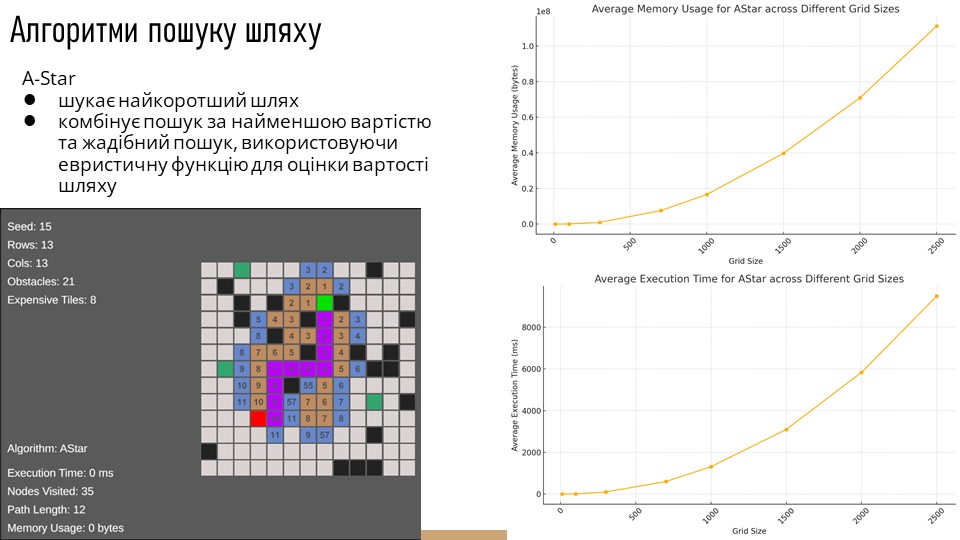 Алгоритми пошуку шляху
A-Star
● шукає найкоротший шлях
● комбінує пошук за найменшою вартістю
та жадібний пошук, використовуючи
евристичну функцію для оцінки вартості
шляху
Seed: 15
Rows: 13
Cols: 13
Obstacles: 21
Expensive Tiles: 8
3 2
3 2 1 2
2 1
5 4 3 2 3
8 4 3 3 4
8 7 6 5 4
9 8 5 6
10 9 55 5 6
11 10 57 7 6 7
11 8 7 8
11 9 57
Algorithm: AStar
Execution Time: 0 ms
Nodes Visited: 35
Path Length: 12
Memory Usage: 0 bytes
Average Memory Usage for AStar across Different Grid Sizes
1e8
Average Memory Usage (bytes)
1.0
0.8
0.6
0.4
0.2
0.0
0 500 1000 1500 2000 2500
Grid Size
Average Execution Time for AStar across Different Grid Sizes
Average Execution Time (ms)
8000
6000
4000
2000
0
0 500 1000 1500 2000 2500
Grid Size